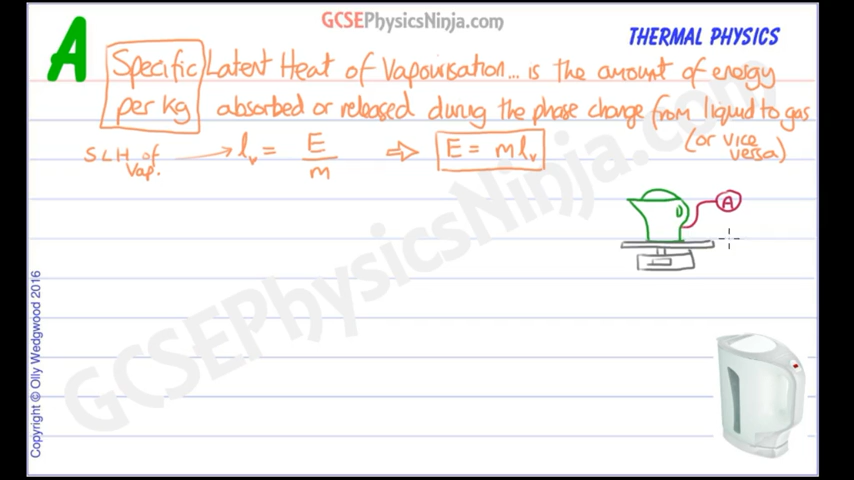 GCSEPhysicsNinja.com
A
THERMAL PHYSICS
Specific Latent Heat of Vapourisation... is the amount of energy
per kg absorbed or released during the phase change from liquid to gas
(or vice versa)
SLH of Vap. → lv = E/m ⇒ E = mlv
A
GCSEPhysicsNinja.com
Copyright © Olly Wedgwood 2016